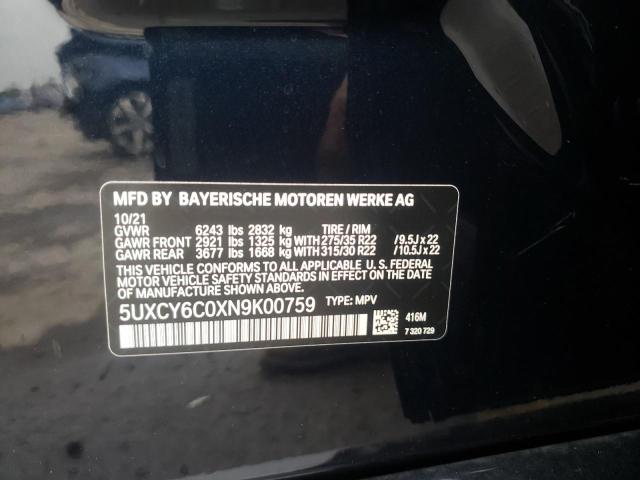 MFD BY BAYERISCHE MOTOREN WERKE AG
10/21
GVWR 6243 lbs 2832 kg TIRE / RIM
GAWR FRONT 2921 lbs 1325 kg WITH 275/35 R22 / 9.5J x 22
GAWR REAR 3677 lbs 1668 kg WITH 315/30 R22 / 10.5J x 22
THIS VEHICLE CONFORMS TO ALL APPLICABLE U. S. FEDERAL
MOTOR VEHICLE SAFETY STANDARDS IN EFFECT ON THE
DATE OF MANUFACTURE SHOWN ABOVE.
5UXCY6C0XN9K00759 TYPE: MPV
416M
7 320 729